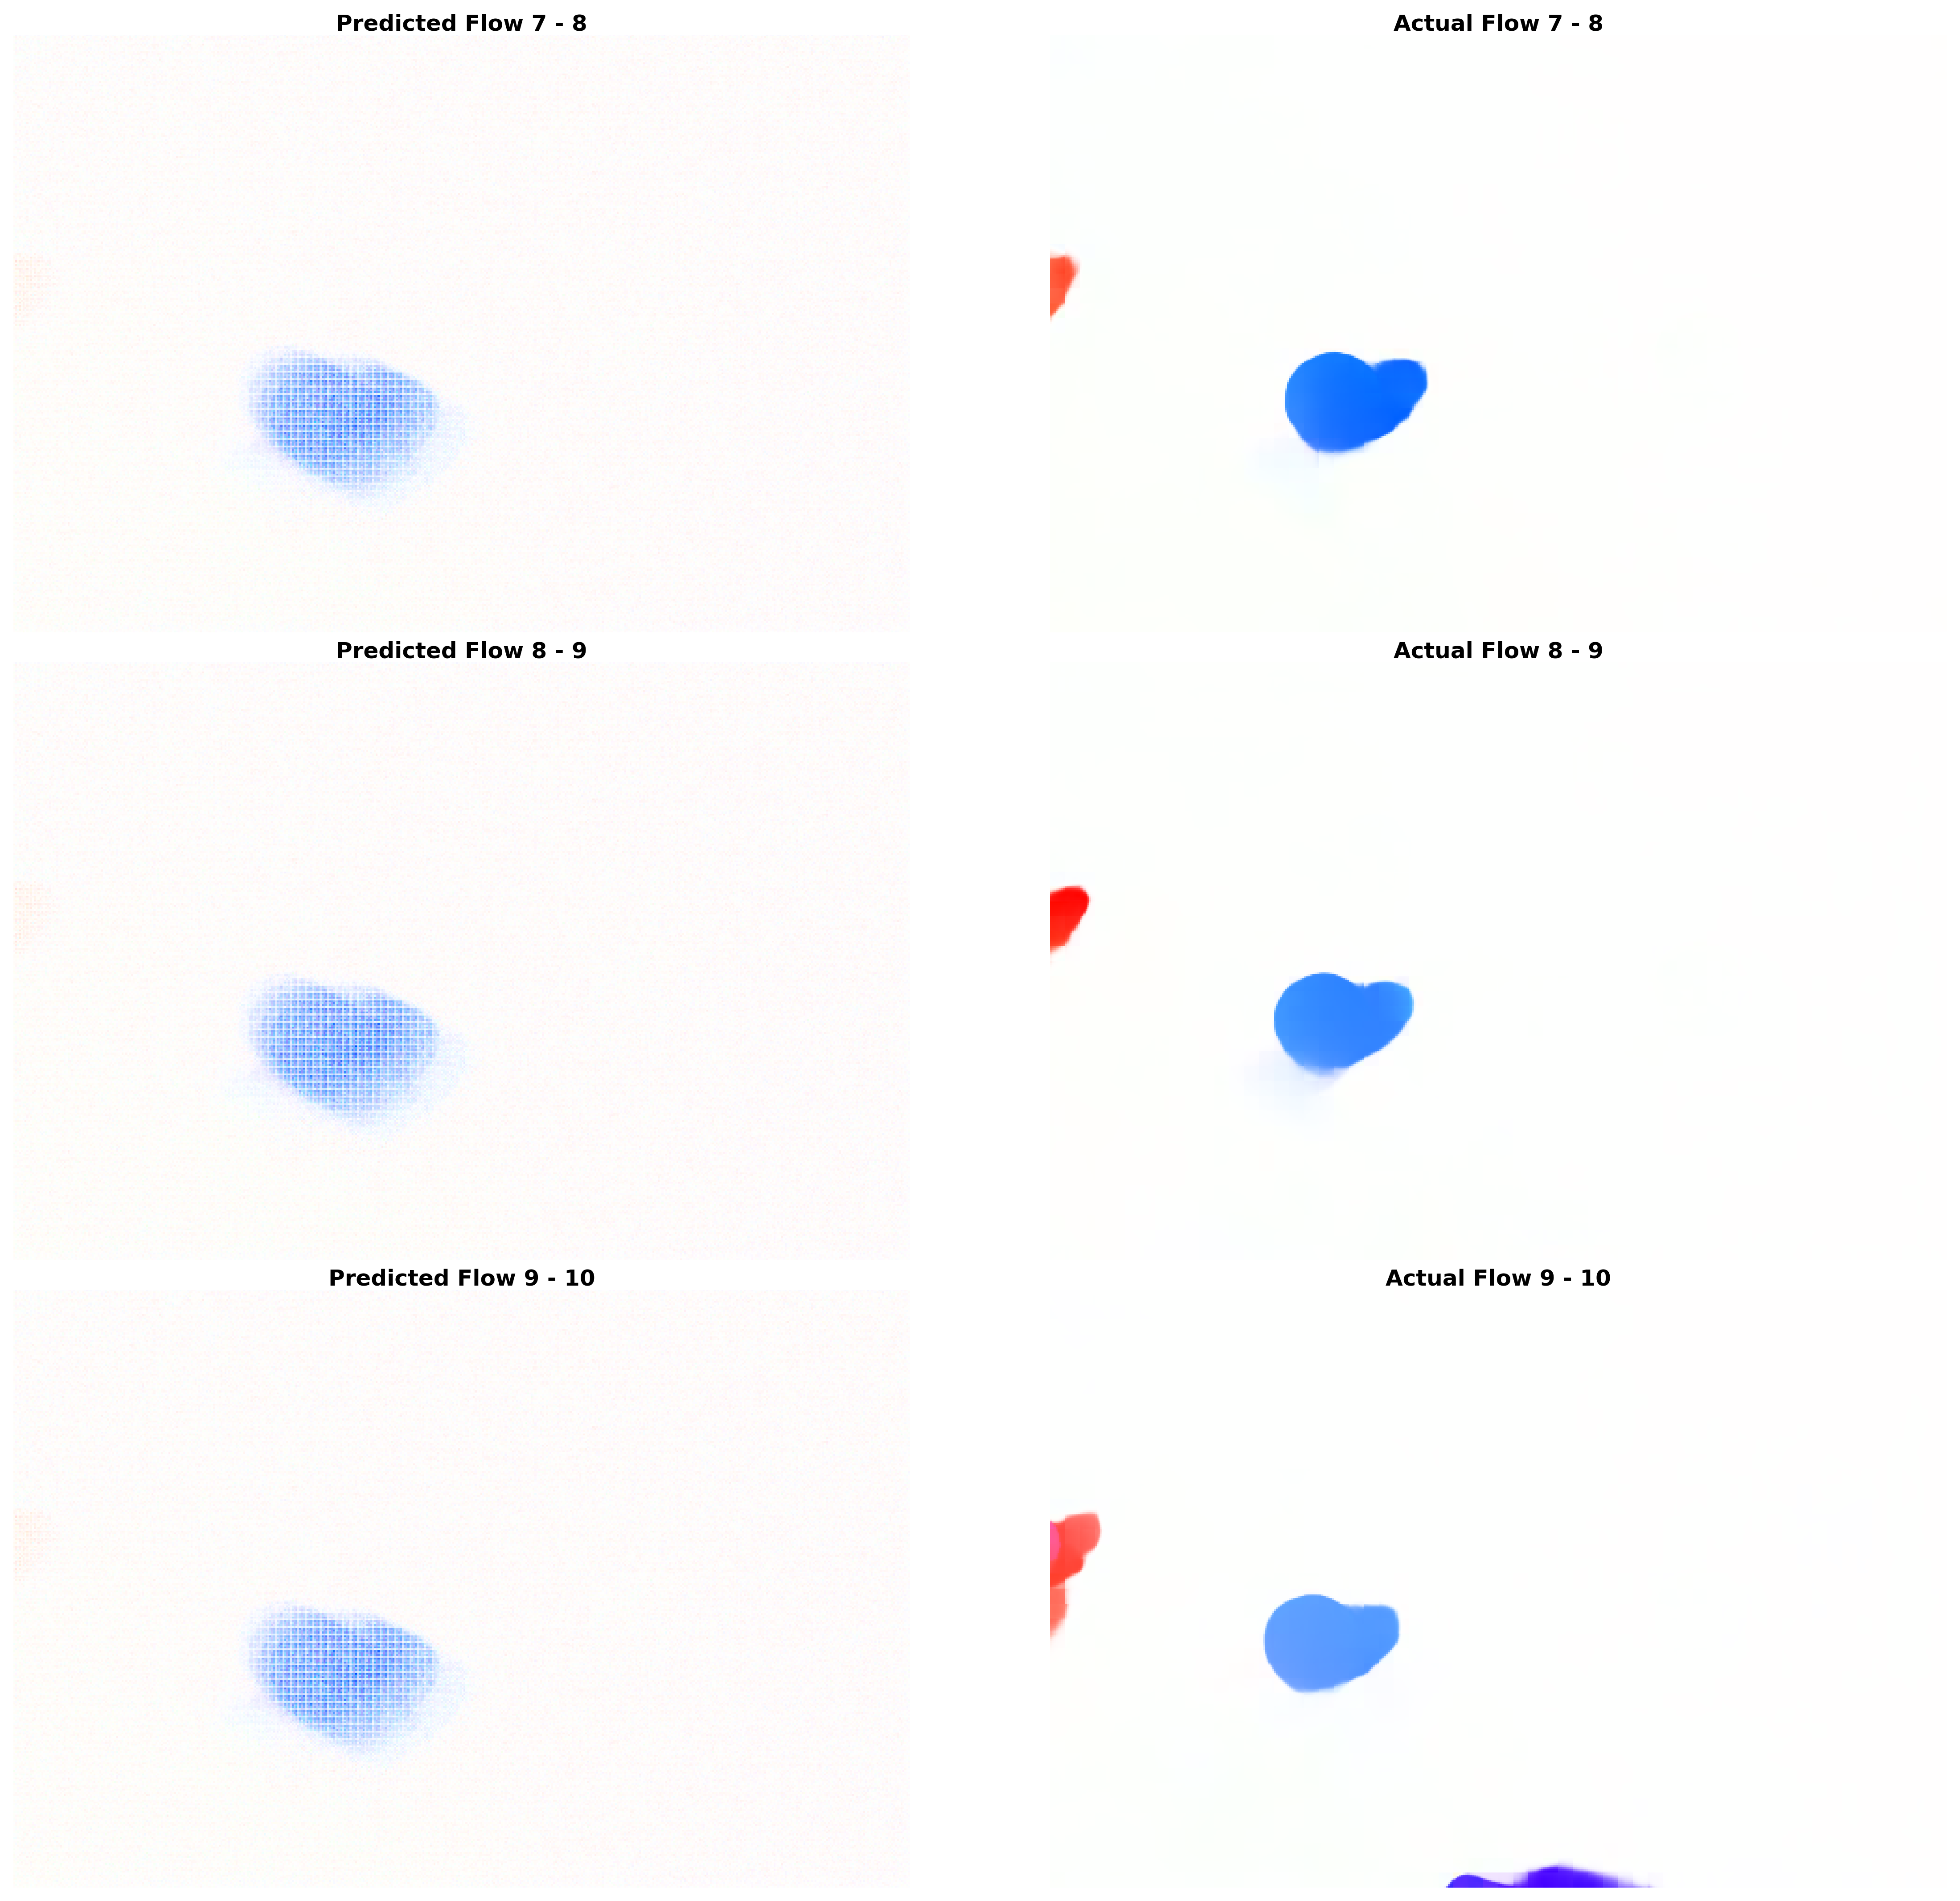 Predicted Flow 7 - 8
Actual Flow 7 - 8
Predicted Flow 8 - 9
Actual Flow 8 - 9
Predicted Flow 9 - 10
Actual Flow 9 - 10